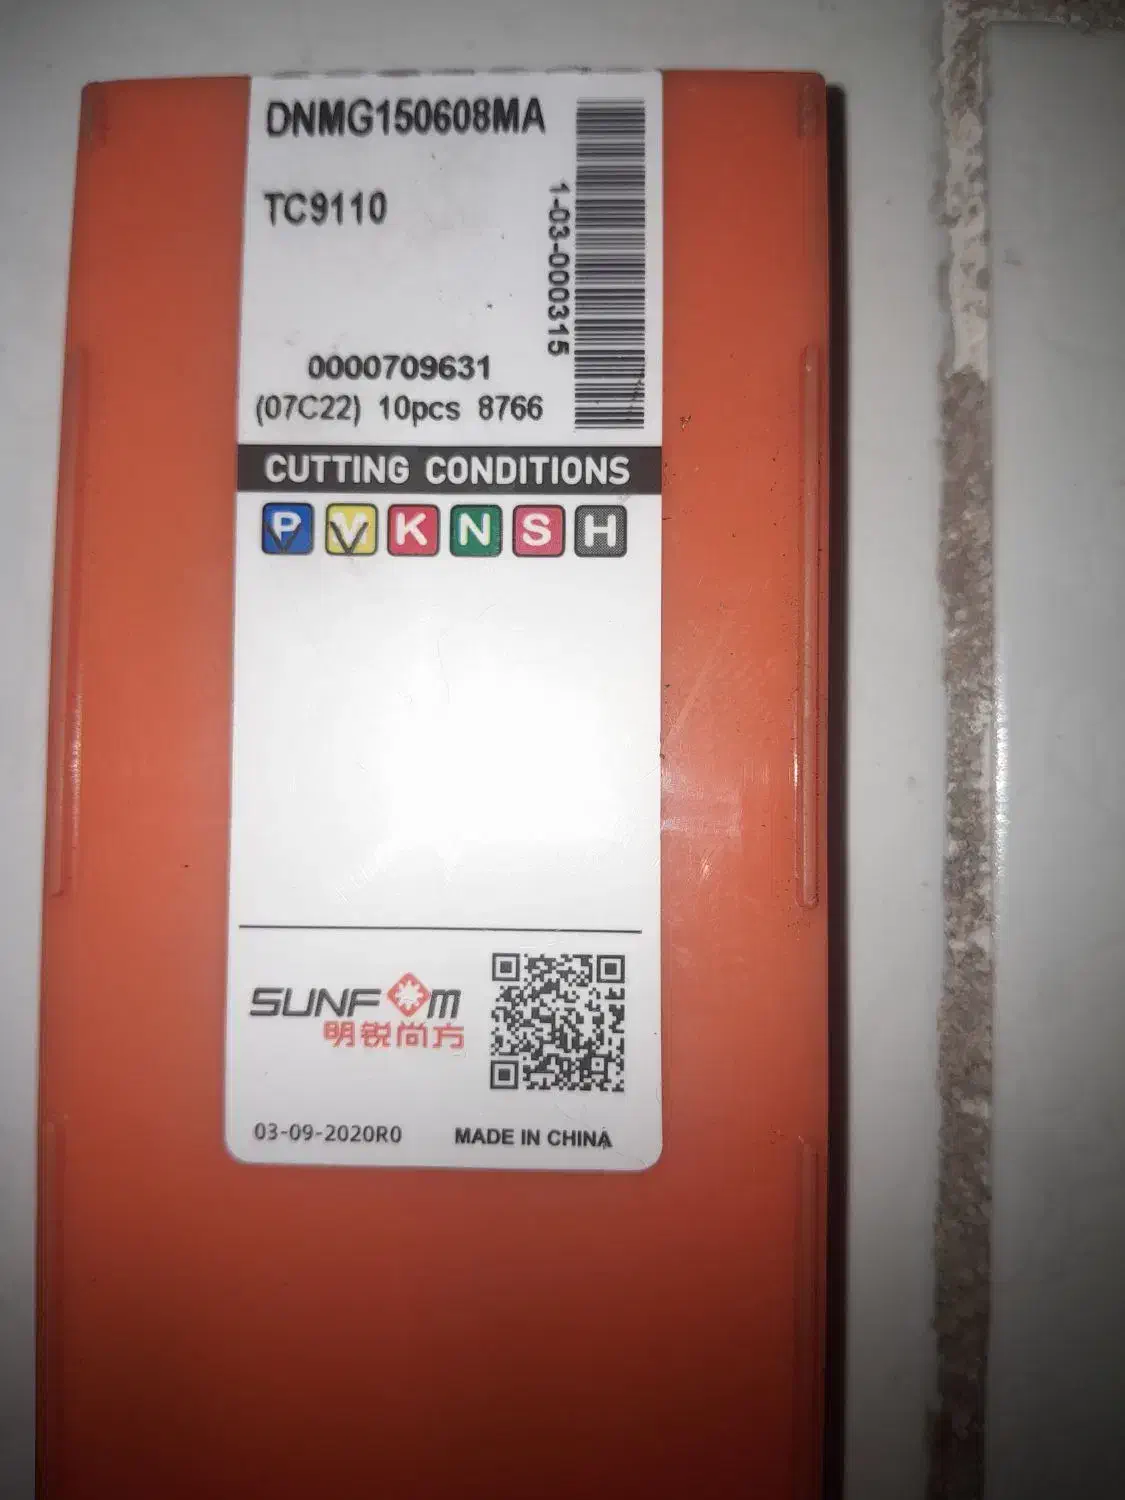 DNMG150608MA
TC9110
1-03-000315
0000709631
(07C22) 10pcs 8766
CUTTING CONDITIONS
P M K N S H
SUNFOM
明锐尚方
03-09-2020R0 MADE IN CHINA